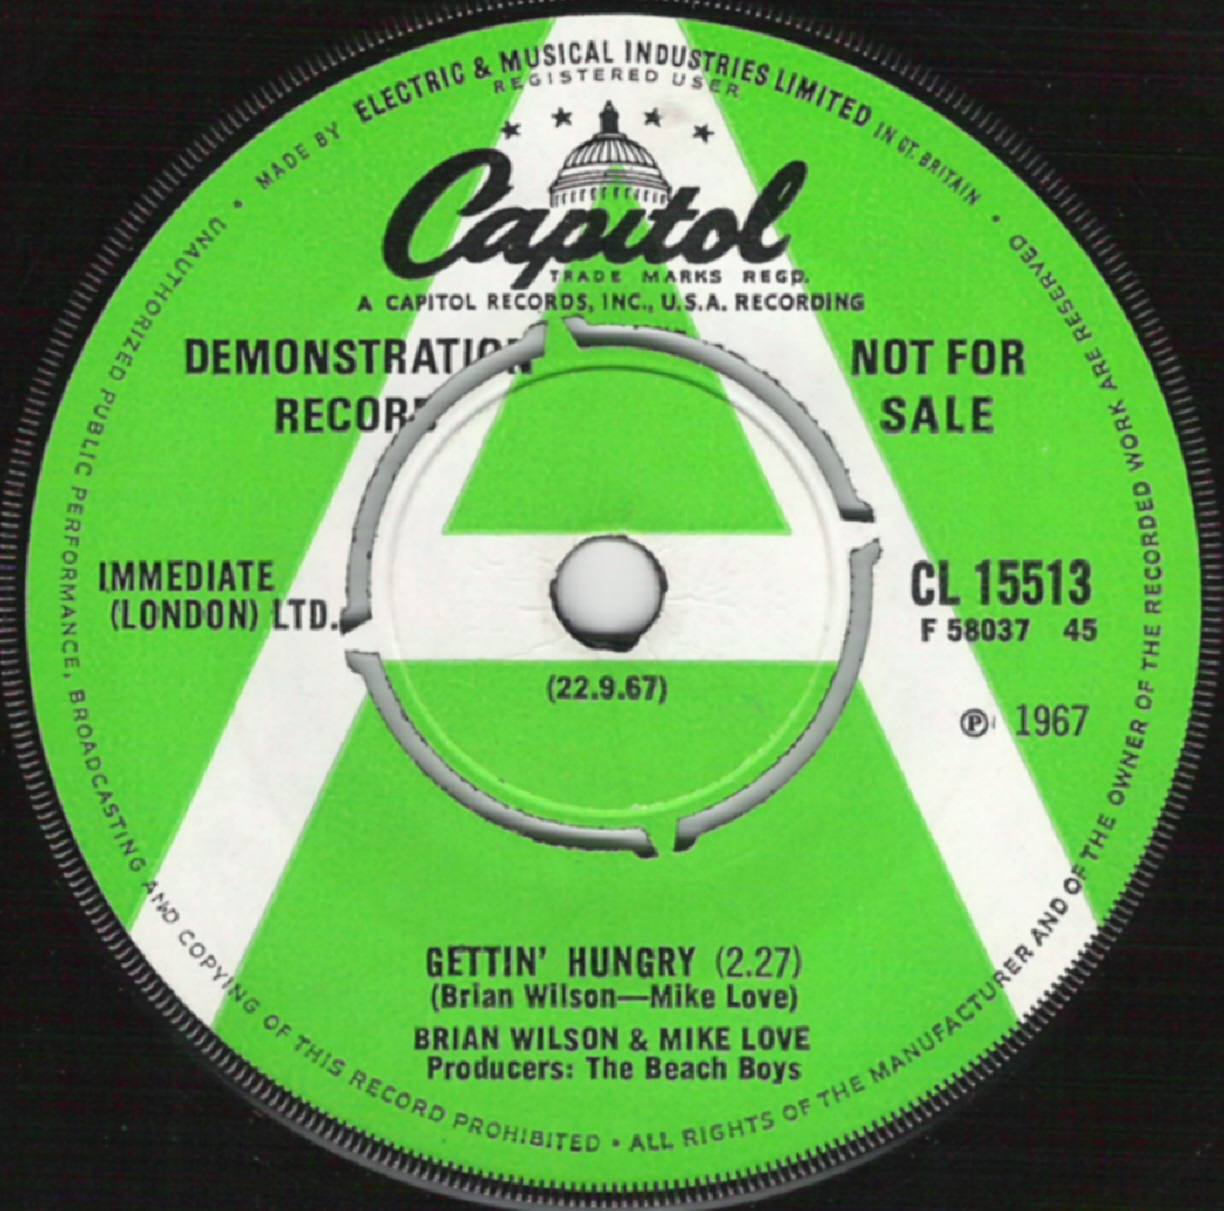 MADE BY ELECTRIC & MUSICAL INDUSTRIES LIMITED IN GT. BRITAIN
REGISTERED USER
Capitol
TRADE MARKS REGD.
A CAPITOL RECORDS, INC., U.S.A. RECORDING
DEMONSTRATION
RECORD
NOT FOR
SALE
IMMEDIATE
(LONDON) LTD.
CL 15513
F 58037 45
(22.9.67)
℗ 1967
A
GETTIN' HUNGRY (2.27)
(Brian Wilson—Mike Love)
BRIAN WILSON & MIKE LOVE
Producers: The Beach Boys
UNAUTHORIZED PUBLIC PERFORMANCE, BROADCASTING AND COPYING OF THIS RECORD PROHIBITED • ALL RIGHTS OF THE MANUFACTURER AND OF THE OWNER OF THE RECORDED WORK ARE RESERVED •